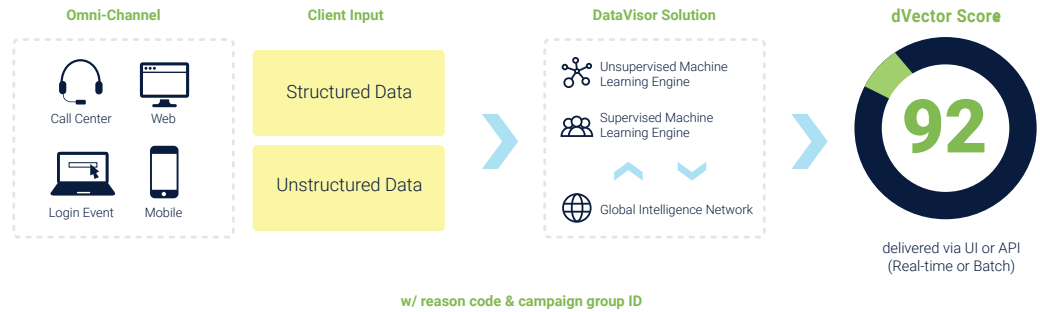 Omni-Channel
Call Center
Web
Login Event
Mobile
Client Input
Structured Data
Unstructured Data
DataVisor Solution
Unsupervised Machine
Learning Engine
Supervised Machine
Learning Engine
Global Intelligence Network
dVector Score
92
delivered via UI or API
(Real-time or Batch)
w/ reason code & campaign group ID